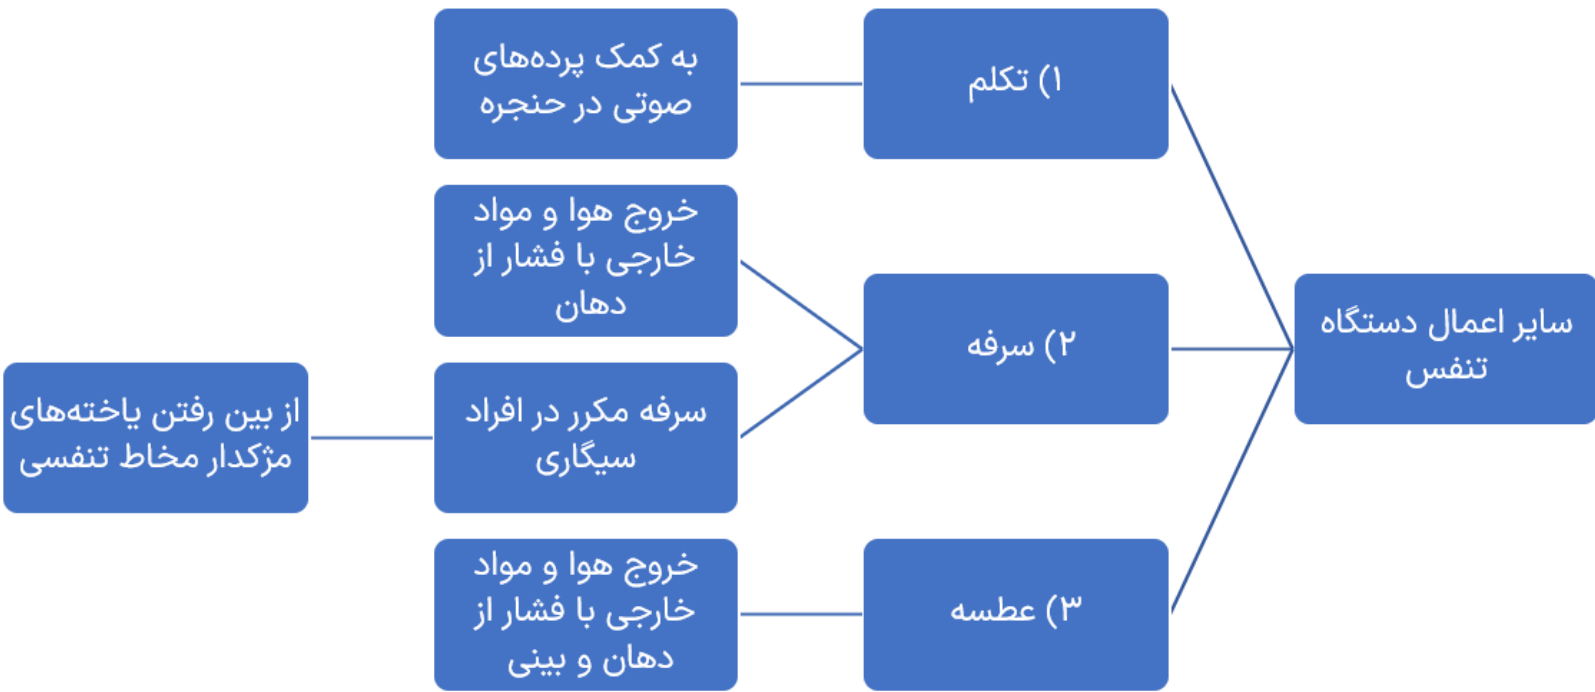 سایر اعمال دستگاه
تنفس
۱) تکلم
به کمک پرده‌های
صوتی در حنجره
۲) سرفه
خروج هوا و مواد
خارجی با فشار از
دهان
سرفه مکرر در افراد
سیگاری
از بین رفتن یاخته‌های
مژکدار مخاط تنفسی
۳) عطسه
خروج هوا و مواد
خارجی با فشار از
دهان و بینی